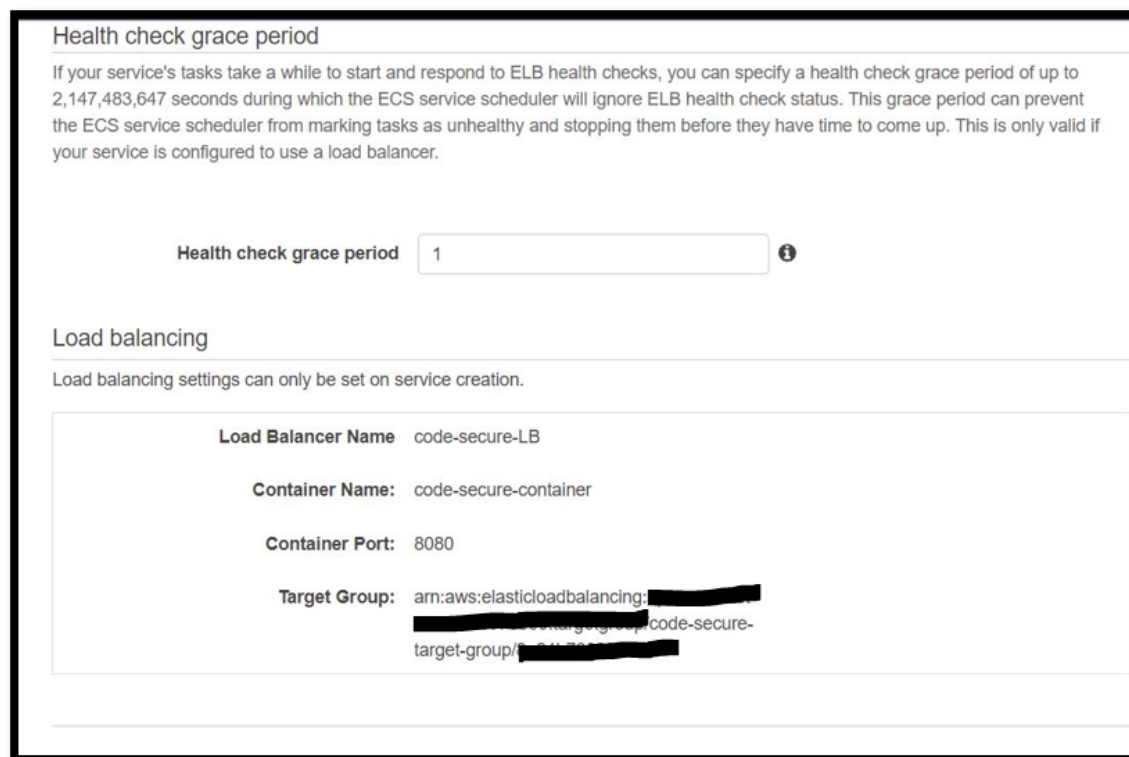 Health check grace period
If your service's tasks take a while to start and respond to ELB health checks, you can specify a health check grace period of up to
2,147,483,647 seconds during which the ECS service scheduler will ignore ELB health check status. This grace period can prevent
the ECS service scheduler from marking tasks as unhealthy and stopping them before they have time to come up. This is only valid if
your service is configured to use a load balancer.
Health check grace period 1
Load balancing
Load balancing settings can only be set on service creation.
Load Balancer Name code-secure-LB
Container Name: code-secure-container
Container Port: 8080
Target Group: arn:aws:elasticloadbalancing:
code-secure-
target-group/